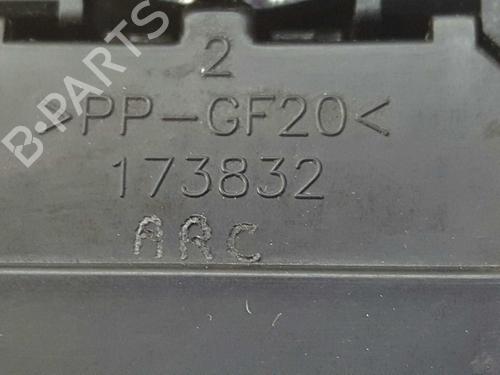 2
>PP-GF20<
173832
ARC
B-PARTS